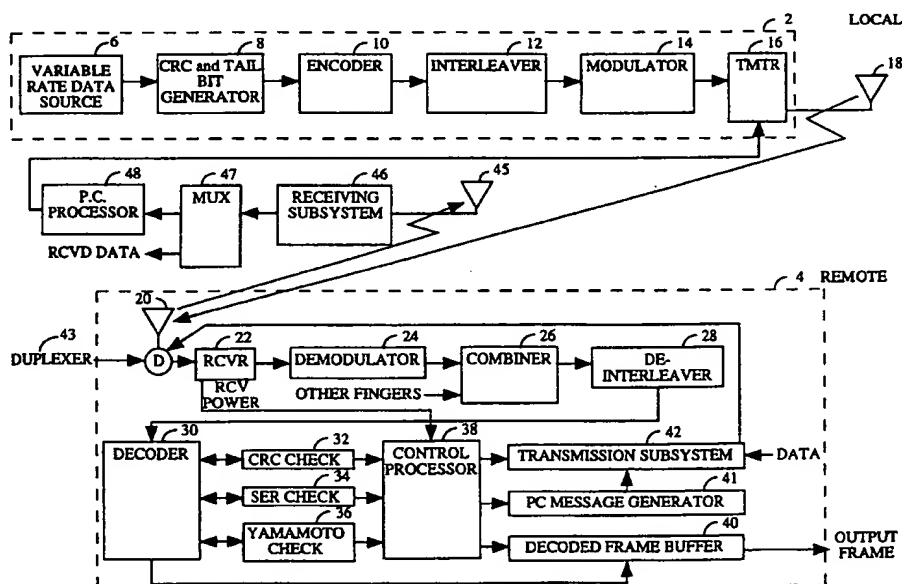 2
LOCAL
6
8
10
12
14
16
18
VARIABLE
RATE DATA
SOURCE
CRC and TAIL
BIT
GENERATOR
ENCODER
INTERLEAVER
MODULATOR
TMTR
48
47
46
45
P.C.
PROCESSOR
MUX
RECEIVING
SUBSYSTEM
RCVD DATA
4
REMOTE
20
43
22
24
26
28
DUPLEXER
D
RCVR
DEMODULATOR
COMBINER
DE-
INTERLEAVER
RCV
POWER
OTHER FINGERS
30
32
38
42
DECODER
CRC CHECK
CONTROL
PROCESSOR
TRANSMISSION SUBSYSTEM
DATA
34
41
SER CHECK
PC MESSAGE GENERATOR
36
40
YAMAMOTO
CHECK
DECODED FRAME BUFFER
OUTPUT
FRAME